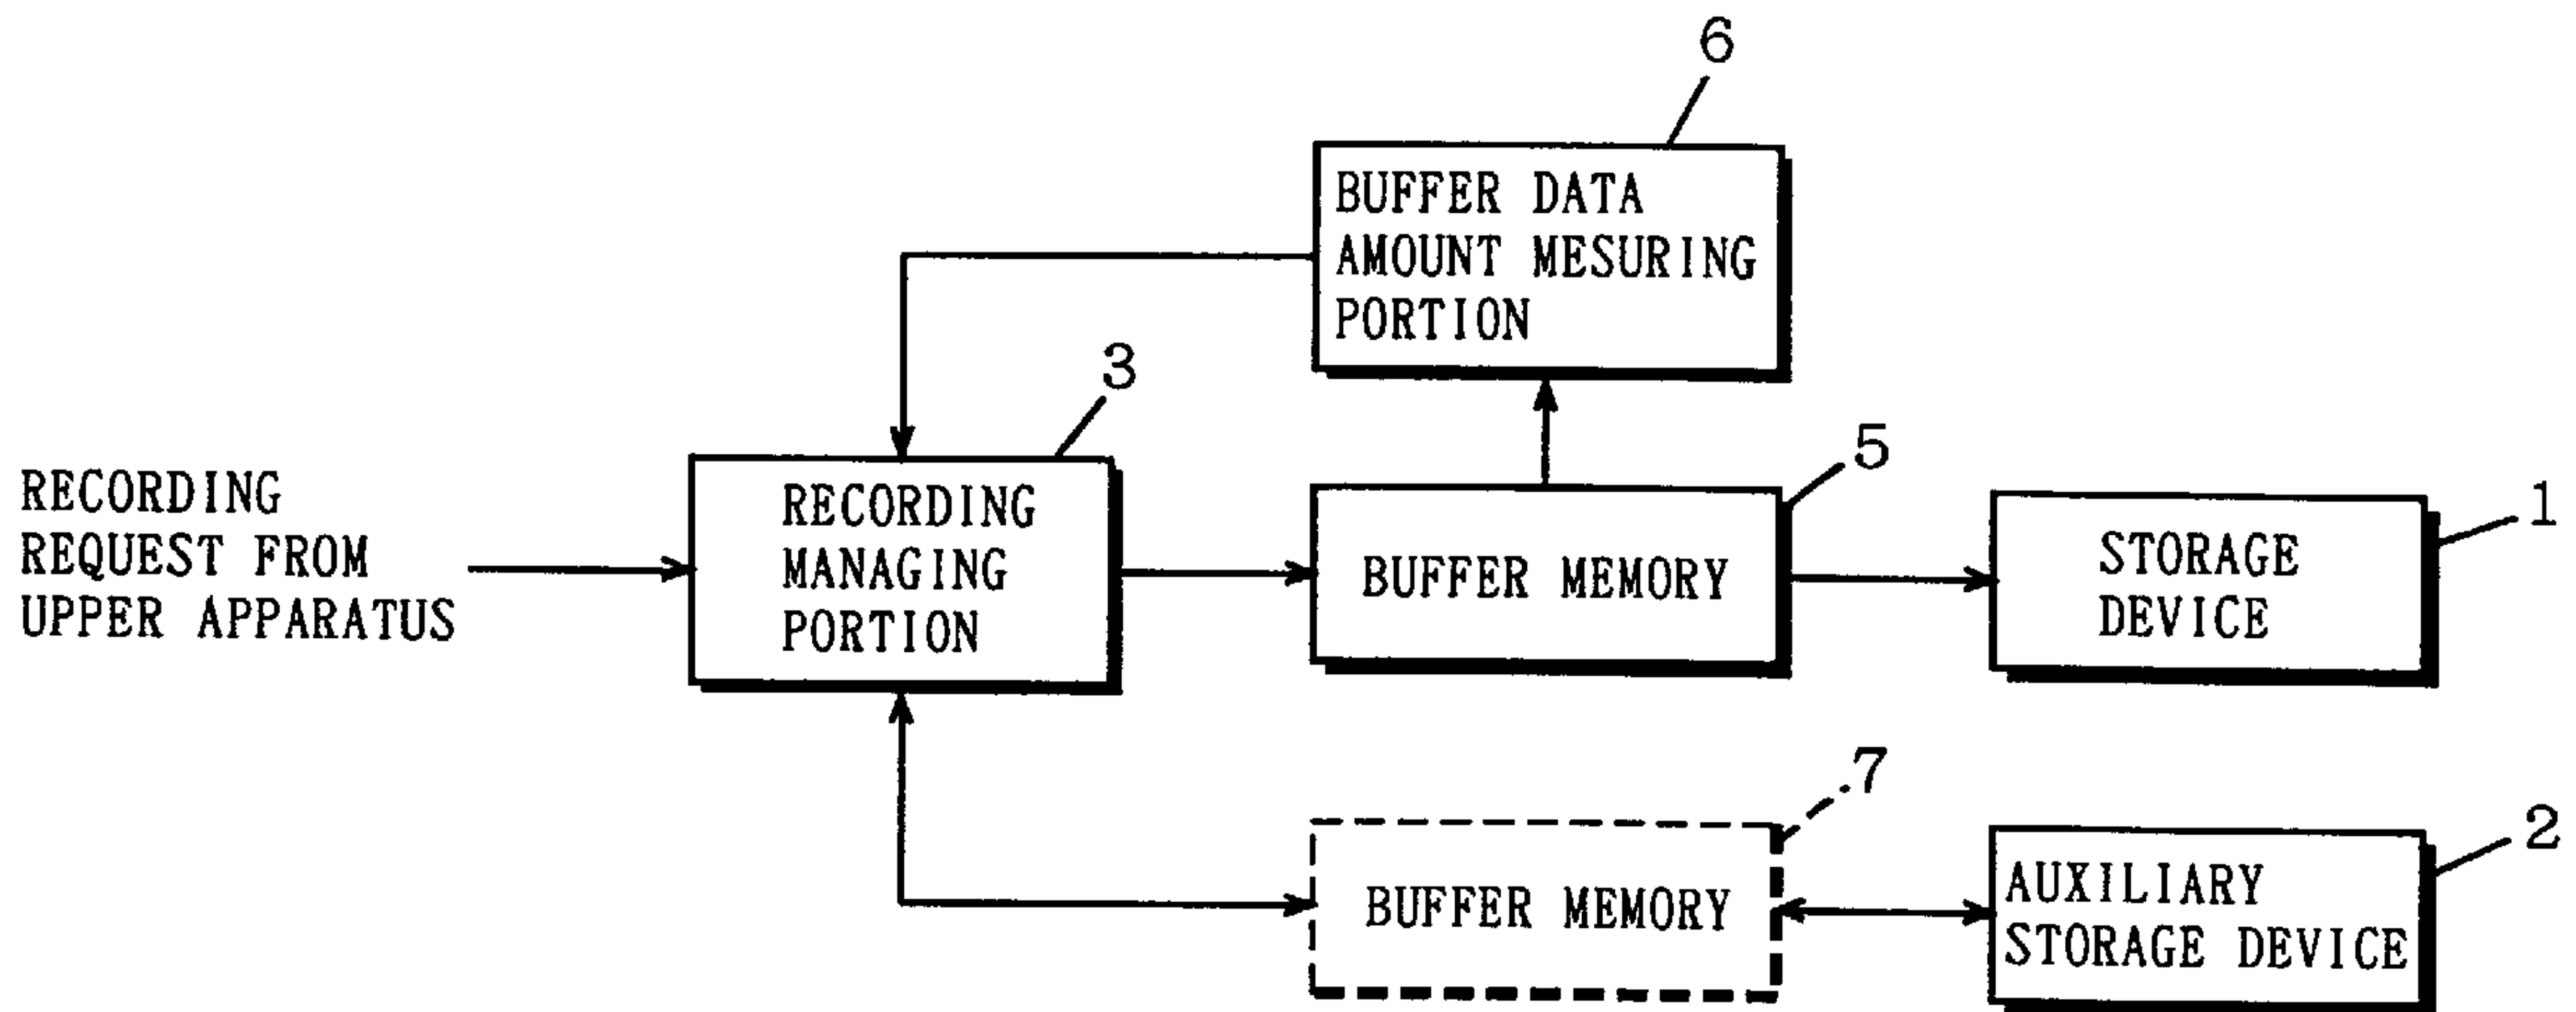 6
BUFFER DATA
AMOUNT MESURING
PORTION
3
RECORDING
REQUEST FROM
UPPER APPARATUS
RECORDING
MANAGING
PORTION
5
BUFFER MEMORY
1
STORAGE
DEVICE
7
BUFFER MEMORY
2
AUXILIARY
STORAGE DEVICE